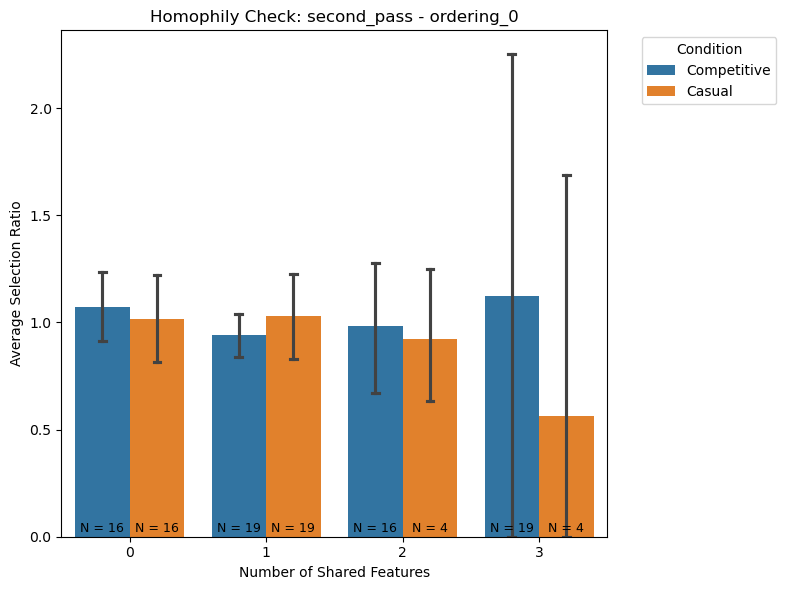 Homophily Check: second_pass - ordering_0
Condition
Competitive
Casual
Average Selection Ratio
2.0
1.5
1.0
0.5
0.0
N = 16 N = 16 N = 19 N = 19 N = 16 N = 4 N = 19 N = 4
0 1 2 3
Number of Shared Features